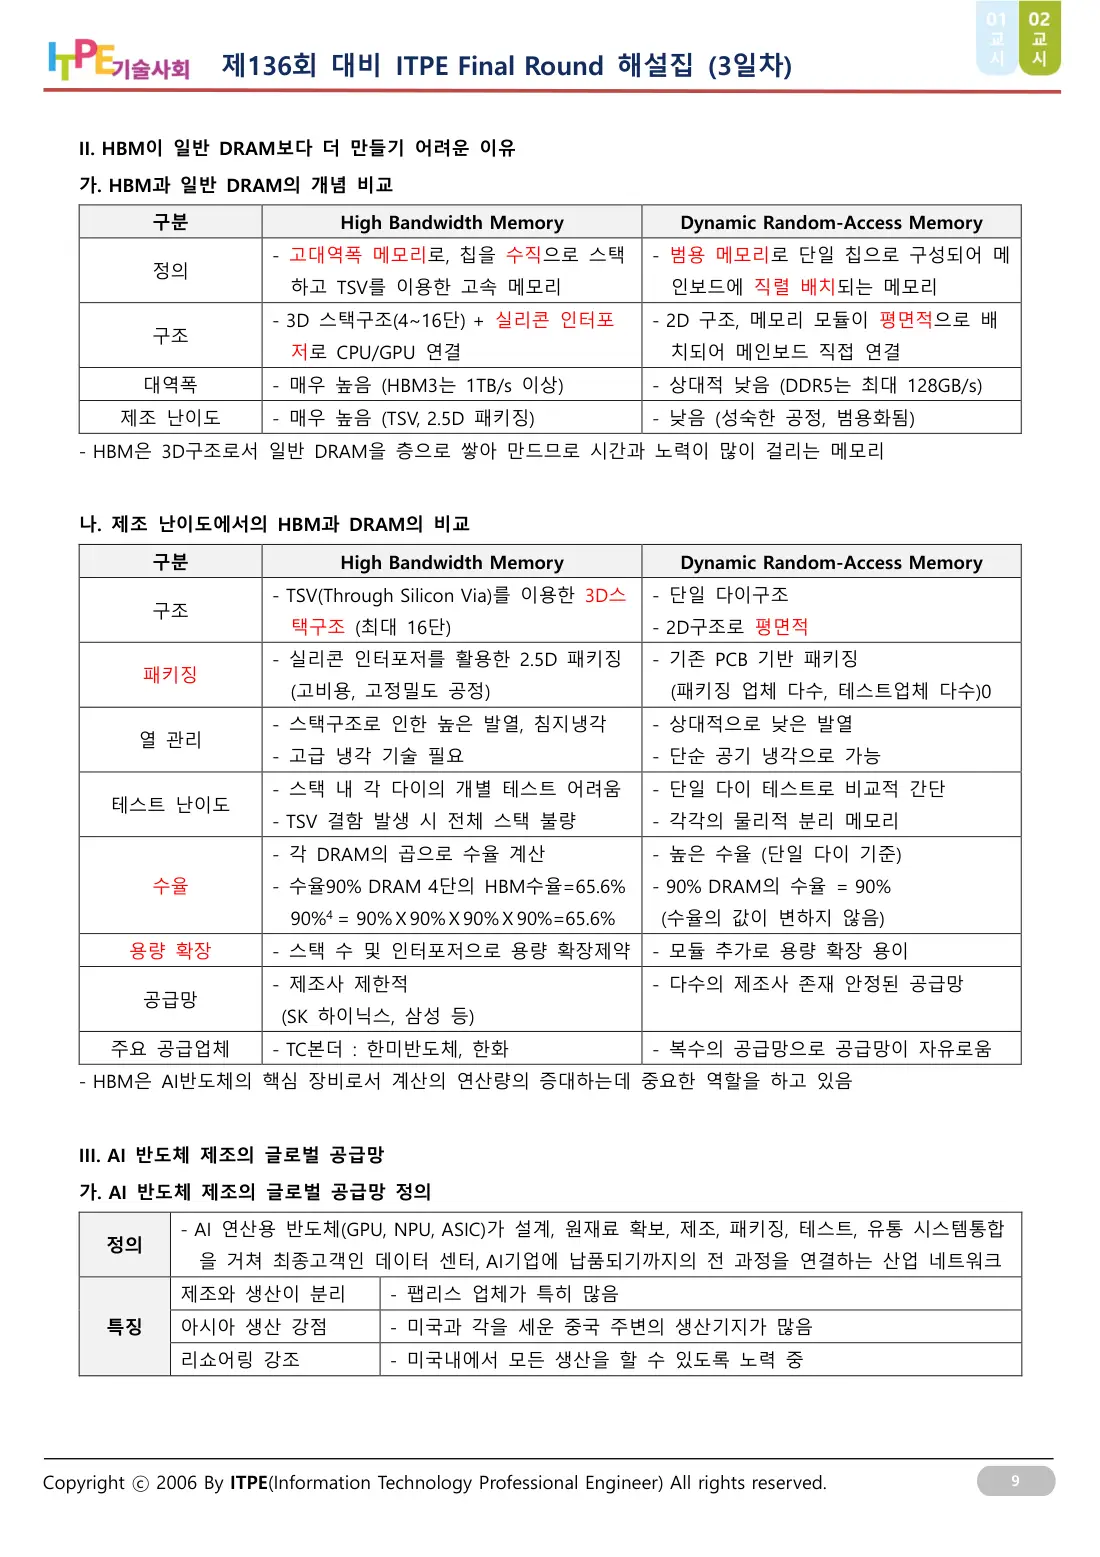 01
교
시
02
교
시
ITPE기술사회
제136회 대비 ITPE Final Round 해설집 (3일차)
II. HBM이 일반 DRAM보다 더 만들기 어려운 이유
가. HBM과 일반 DRAM의 개념 비교
구분 High Bandwidth Memory Dynamic Random-Access Memory
정의
- 고대역폭 메모리로, 칩을 수직으로 스택
하고 TSV를 이용한 고속 메모리
- 범용 메모리로 단일 칩으로 구성되어 메
인보드에 직렬 배치되는 메모리
구조
- 3D 스택구조(4~16단) + 실리콘 인터포
저로 CPU/GPU 연결
- 2D 구조, 메모리 모듈이 평면적으로 배
치되어 메인보드 직접 연결
대역폭 - 매우 높음 (HBM3는 1TB/s 이상) - 상대적 낮음 (DDR5는 최대 128GB/s)
제조 난이도 - 매우 높음 (TSV, 2.5D 패키징) - 낮음 (성숙한 공정, 범용화됨)
- HBM은 3D구조로서 일반 DRAM을 층으로 쌓아 만드므로 시간과 노력이 많이 걸리는 메모리
나. 제조 난이도에서의 HBM과 DRAM의 비교
구분 High Bandwidth Memory Dynamic Random-Access Memory
구조
- TSV(Through Silicon Via)를 이용한 3D스
택구조 (최대 16단)
- 단일 다이구조
- 2D구조로 평면적
패키징
- 실리콘 인터포저를 활용한 2.5D 패키징
(고비용, 고정밀도 공정)
- 기존 PCB 기반 패키징
(패키징 업체 다수, 테스트업체 다수)0
열 관리
- 스택구조로 인한 높은 발열, 침지냉각
- 고급 냉각 기술 필요
- 상대적으로 낮은 발열
- 단순 공기 냉각으로 가능
테스트 난이도
- 스택 내 각 다이의 개별 테스트 어려움
- TSV 결함 발생 시 전체 스택 불량
- 단일 다이 테스트로 비교적 간단
- 각각의 물리적 분리 메모리
수율
- 각 DRAM의 곱으로 수율 계산
- 수율90% DRAM 4단의 HBM수율=65.6%
90%⁴ = 90%X90%X90%X90%=65.6%
- 높은 수율 (단일 다이 기준)
- 90% DRAM의 수율 = 90%
(수율의 값이 변하지 않음)
용량 확장 - 스택 수 및 인터포저으로 용량 확장제약 - 모듈 추가로 용량 확장 용이
공급망
- 제조사 제한적
(SK 하이닉스, 삼성 등)
- 다수의 제조사 존재 안정된 공급망
주요 공급업체 - TC본더 : 한미반도체, 한화 - 복수의 공급망으로 공급망이 자유로움
- HBM은 AI반도체의 핵심 장비로서 계산의 연산량의 증대하는데 중요한 역할을 하고 있음
III. AI 반도체 제조의 글로벌 공급망
가. AI 반도체 제조의 글로벌 공급망 정의
정의
- AI 연산용 반도체(GPU, NPU, ASIC)가 설계, 원재료 확보, 제조, 패키징, 테스트, 유통 시스템통합
을 거쳐 최종고객인 데이터 센터, AI기업에 납품되기까지의 전 과정을 연결하는 산업 네트워크
특징
제조와 생산이 분리 - 팹리스 업체가 특히 많음
아시아 생산 강점 - 미국과 각을 세운 중국 주변의 생산기지가 많음
리쇼어링 강조 - 미국내에서 모든 생산을 할 수 있도록 노력 중
Copyright ⓒ 2006 By ITPE(Information Technology Professional Engineer) All rights reserved.
9